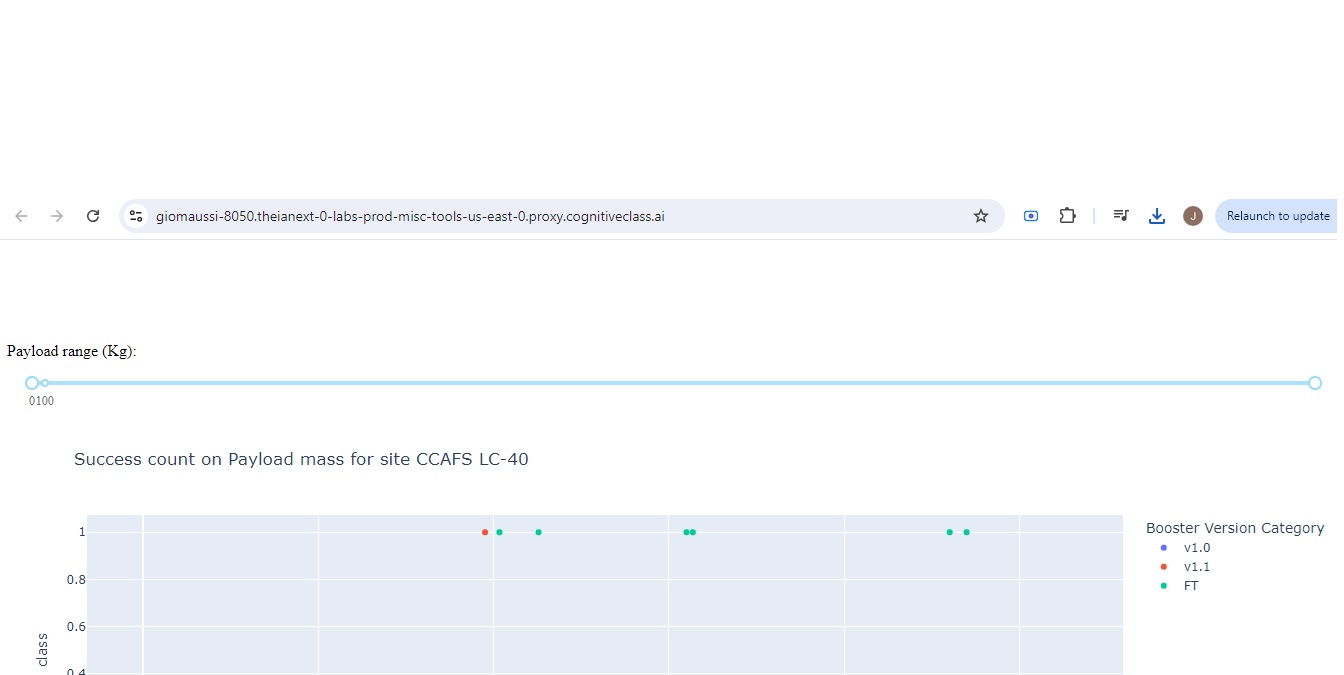 giomaussi-8050.theianext-0-labs-prod-misc-tools-us-east-0.proxy.cognitiveclass.ai
J
Relaunch to update
Payload range (Kg):
0100
Success count on Payload mass for site CCAFS LC-40
1
0.8
0.6
0.4
class
Booster Version Category
v1.0
v1.1
FT